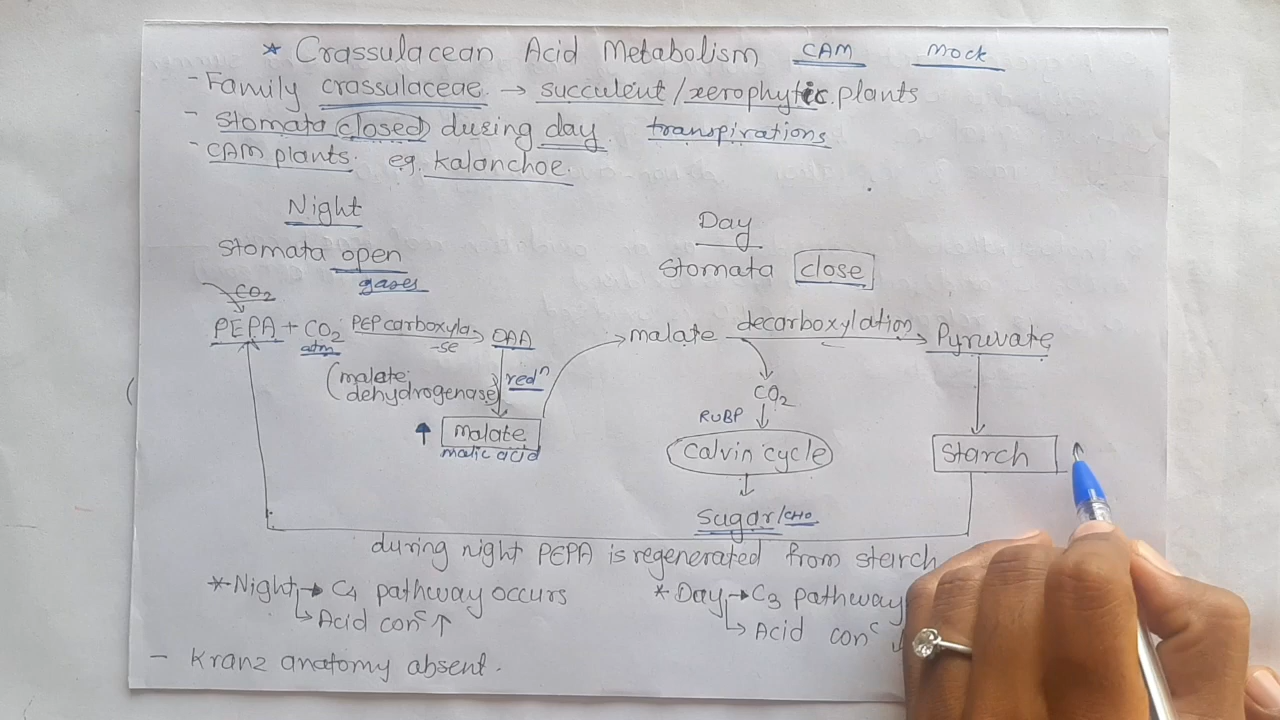 * Crassulacean Acid Metabolism CAM Mock
- Family crassulaceae → succulent/xerophytic plants
- Stomata closed during day transpirations
- CAM plants. eg. Kalanchoe.
Night
Stomata open
gases
Day
Stomata close
CO2
PEPA + CO2 PEP carboxyla-se → OAA
atm
(malate dehydrogenase) redⁿ
↑ malate
malic acid
→ malate decarboxylation → Pyruvate
CO2
RUBP
Calvin cycle
Sugar/CHO
Starch ↑
during night PEPA is regenerated from starch
* Night → C4 pathway occurs
↳ Acid conᶜ ↑
* Day → C3 pathway
↳ Acid conᶜ ↓
- Kranz anatomy absent.